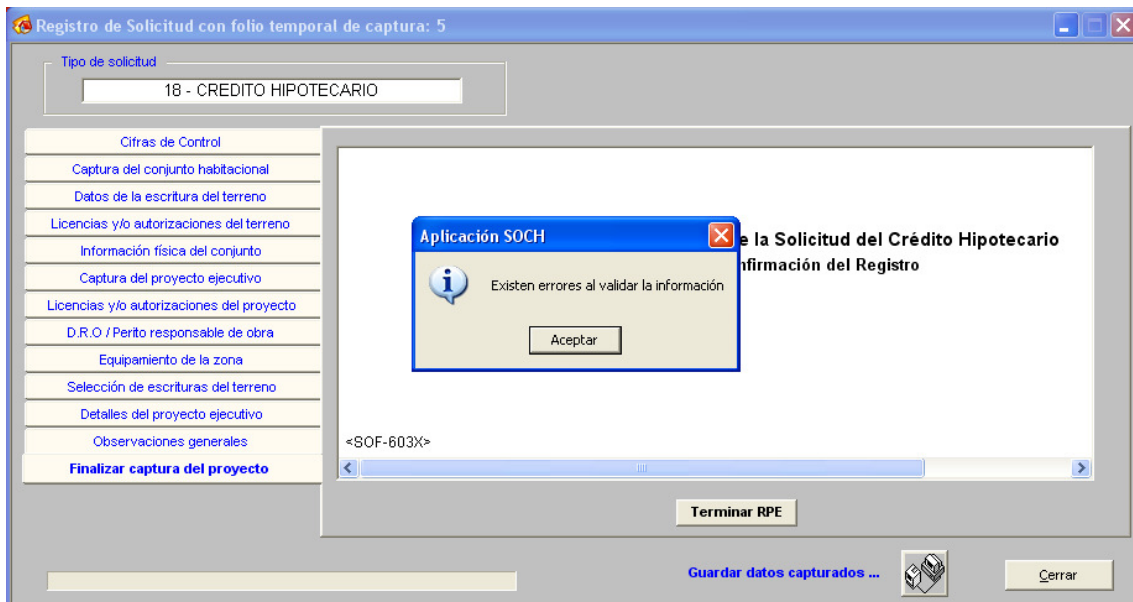 Registro de Solicitud con folio temporal de captura: 5
Tipo de solicitud
18 - CREDITO HIPOTECARIO
Cifras de Control
Captura del conjunto habitacional
Datos de la escritura del terreno
Licencias y/o autorizaciones del terreno
Información física del conjunto
Captura del proyecto ejecutivo
Licencias y/o autorizaciones del proyecto
D.R.O / Perito responsable de obra
Equipamiento de la zona
Selección de escrituras del terreno
Detalles del proyecto ejecutivo
Observaciones generales
Finalizar captura del proyecto
la Solicitud del Crédito Hipotecario
del Registro
Aplicación SOCH
Existen errores al validar la información
Aceptar
<SOF-603X>
Terminar RPE
Guardar datos capturados ...
Cerrar